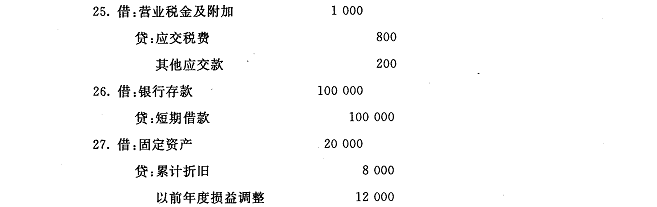 25. 借:营业税金及附加 1 000
贷:应交税费 800
其他应交款 200
26. 借:银行存款 100 000
贷:短期借款 100 000
27. 借:固定资产 20 000
贷:累计折旧 8 000
以前年度损益调整 12 000